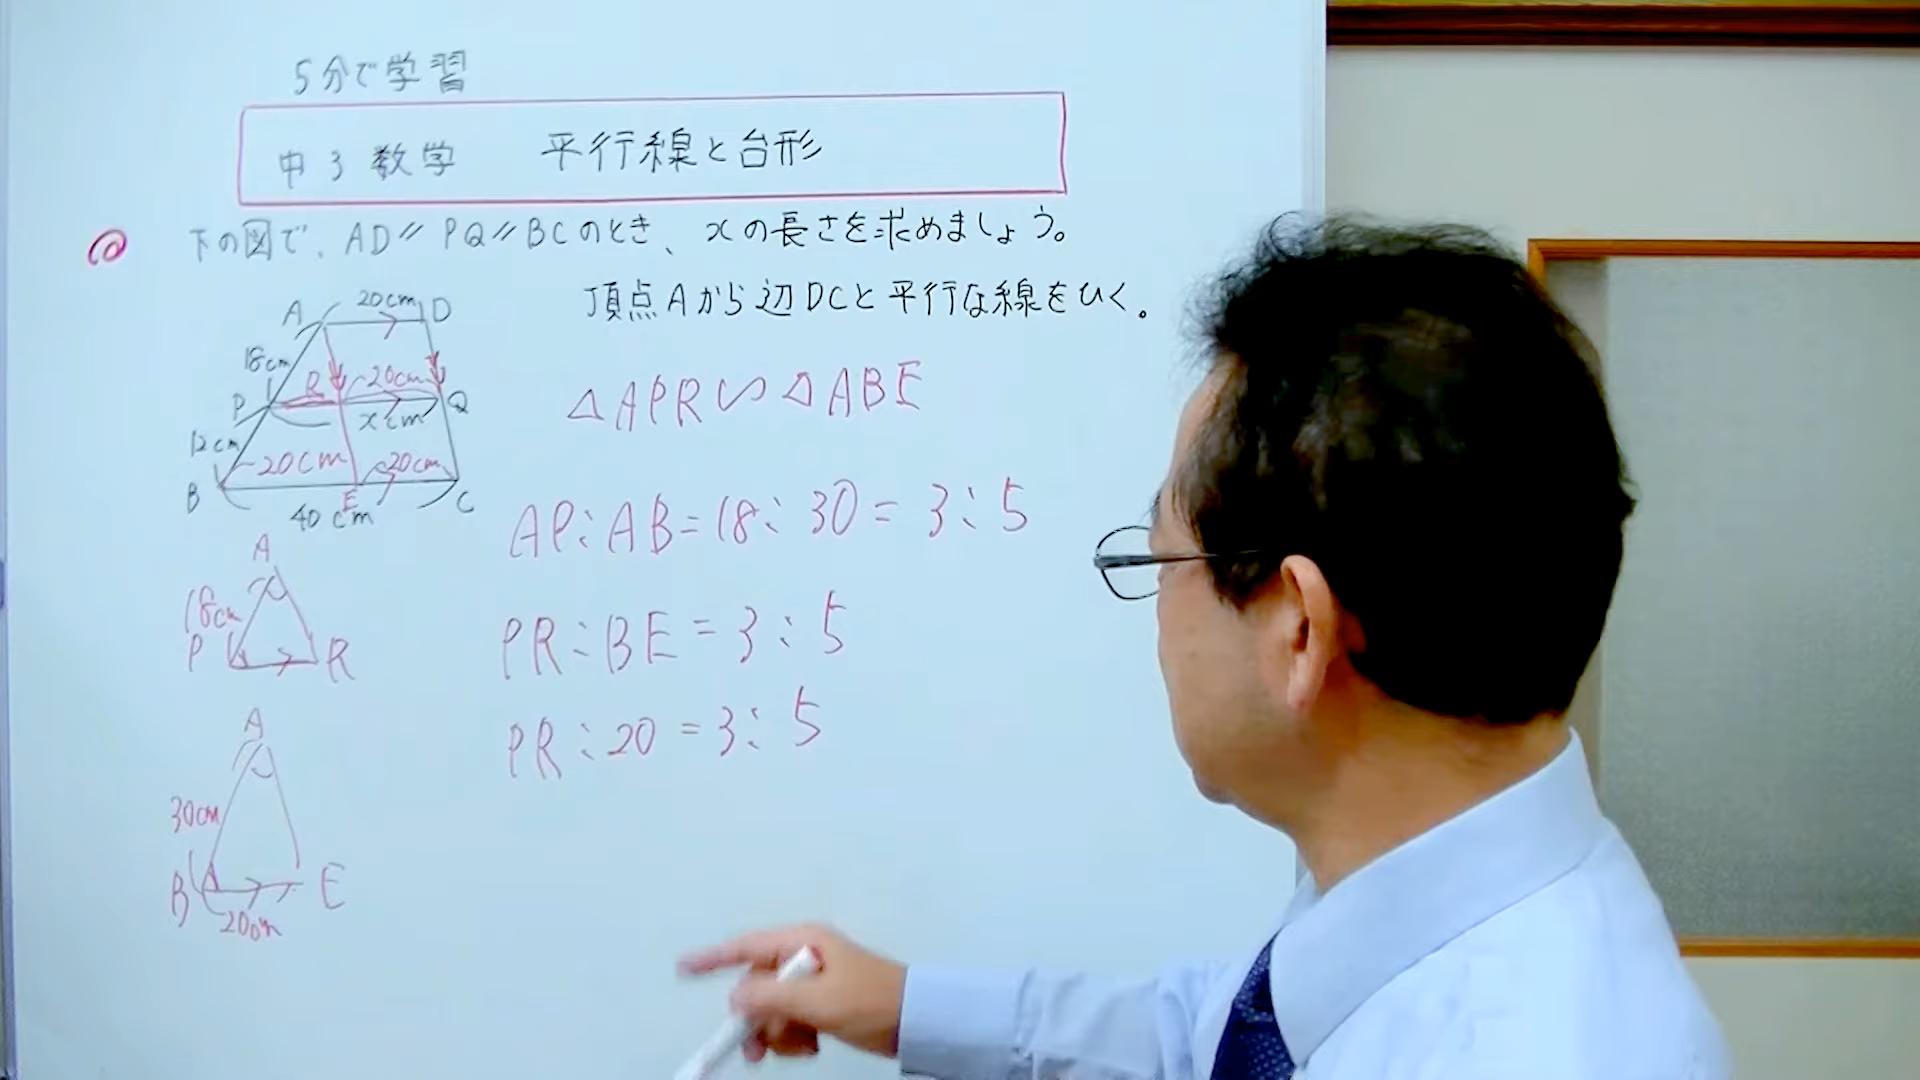 5分で学習
中3数学 平行線と台形
下の図で、AD∥PQ∥BCのとき、xの長さを求めましょう。
頂点Aから辺DCと平行な線をひく。
A 20cm D
18cm
R 20cm
P x cm Q
12cm
20cm 20cm
B E C
40cm
△APR∽△ABE
AP:AB=18:30=3:5
PR:BE=3:5
PR:20=3:5
A
18cm
P R
A
30cm
B E
20cm